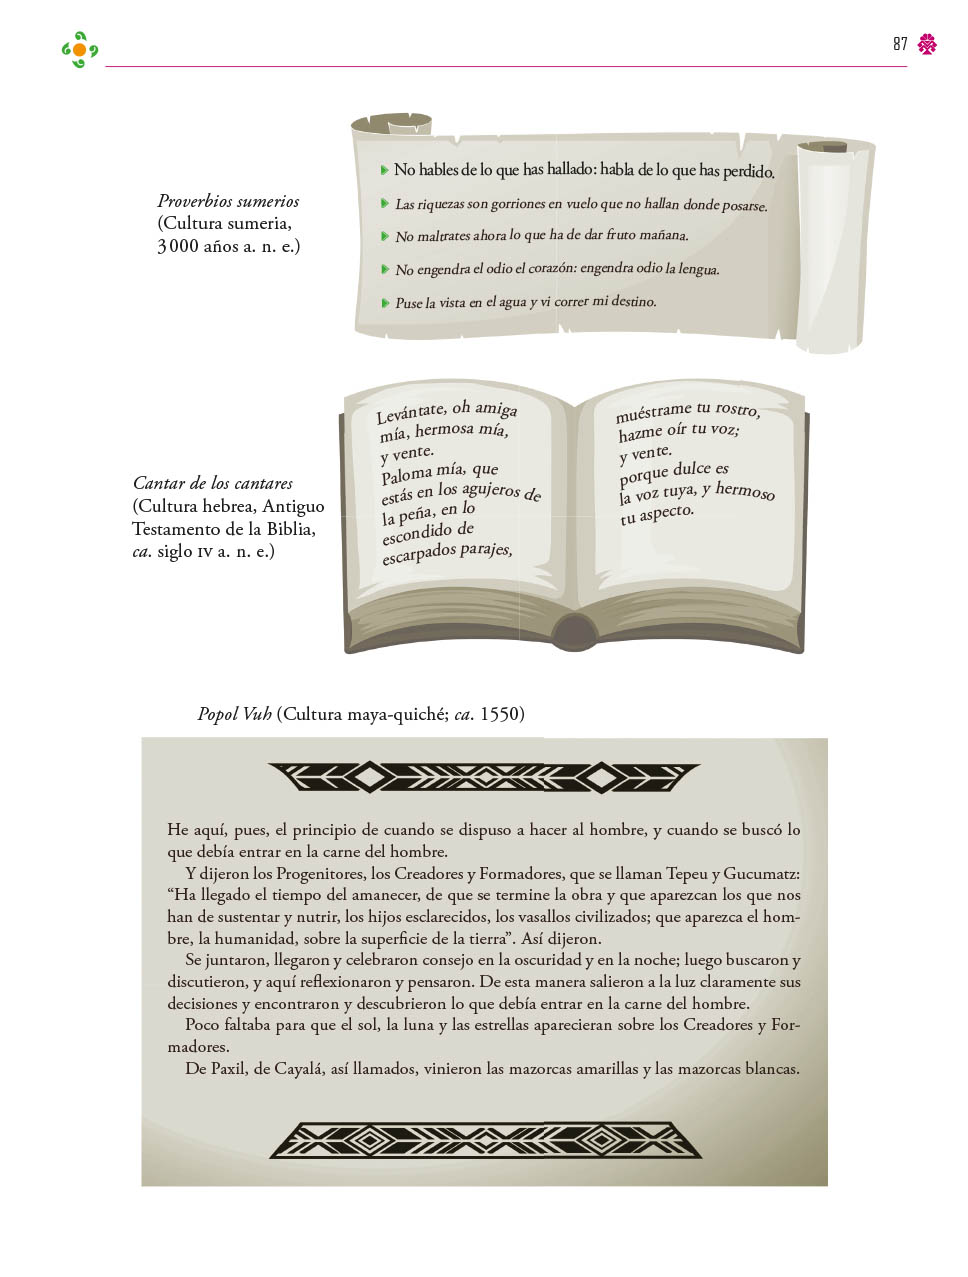 87
Proverbios sumerios
(Cultura sumeria,
3000 años a. n. e.)
No hables de lo que has hallado: habla de lo que has perdido.
Las riquezas son gorriones en vuelo que no hallan donde posarse.
No maltrates ahora lo que ha de dar fruto mañana.
No engendra el odio el corazón: engendra odio la lengua.
Puse la vista en el agua y vi correr mi destino.
Cantar de los cantares
(Cultura hebrea, Antiguo
Testamento de la Biblia,
ca. siglo IV a. n. e.)
Levántate, oh amiga
mía, hermosa mía,
y vente.
Paloma mía, que
estás en los agujeros de
la peña, en lo
escondido de
escarpados parajes,
muéstrame tu rostro,
hazme oír tu voz;
y vente.
porque dulce es
la voz tuya, y hermoso
tu aspecto.
Popol Vuh (Cultura maya-quiché; ca. 1550)
He aquí, pues, el principio de cuando se dispuso a hacer al hombre, y cuando se buscó lo
que debía entrar en la carne del hombre.
Y dijeron los Progenitores, los Creadores y Formadores, que se llaman Tepeu y Gucumatz:
“Ha llegado el tiempo del amanecer, de que se termine la obra y que aparezcan los que nos
han de sustentar y nutrir, los hijos esclarecidos, los vasallos civilizados; que aparezca el hom-
bre, la humanidad, sobre la superficie de la tierra”. Así dijeron.
Se juntaron, llegaron y celebraron consejo en la oscuridad y en la noche; luego buscaron y
discutieron, y aquí reflexionaron y pensaron. De esta manera salieron a la luz claramente sus
decisiones y encontraron y descubrieron lo que debía entrar en la carne del hombre.
Poco faltaba para que el sol, la luna y las estrellas aparecieran sobre los Creadores y For-
madores.
De Paxil, de Cayalá, así llamados, vinieron las mazorcas amarillas y las mazorcas blancas.